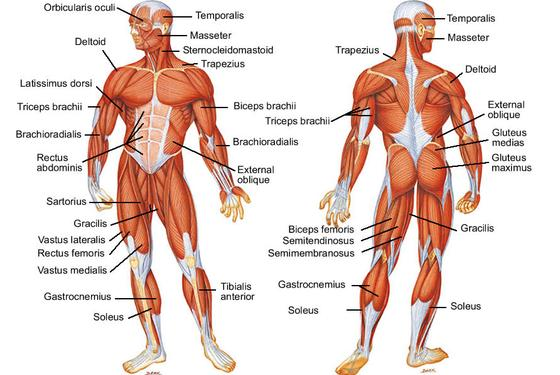 Orbicularis oculi
Temporalis
Masseter
Sternocleidomastoid
Trapezius
Deltoid
Latissimus dorsi
Triceps brachii
Biceps brachii
Brachioradialis
Brachioradialis
Rectus
abdominis
External
oblique
Sartorius
Gracilis
Vastus lateralis
Rectus femoris
Vastus medialis
Gastrocnemius
Tibialis
anterior
Soleus
Temporalis
Masseter
Trapezius
Deltoid
Triceps brachii
External
oblique
Gluteus
medias
Gluteus
maximus
Biceps femoris
Semitendinosus
Semimembranosus
Gracilis
Gastrocnemius
Soleus
Soleus